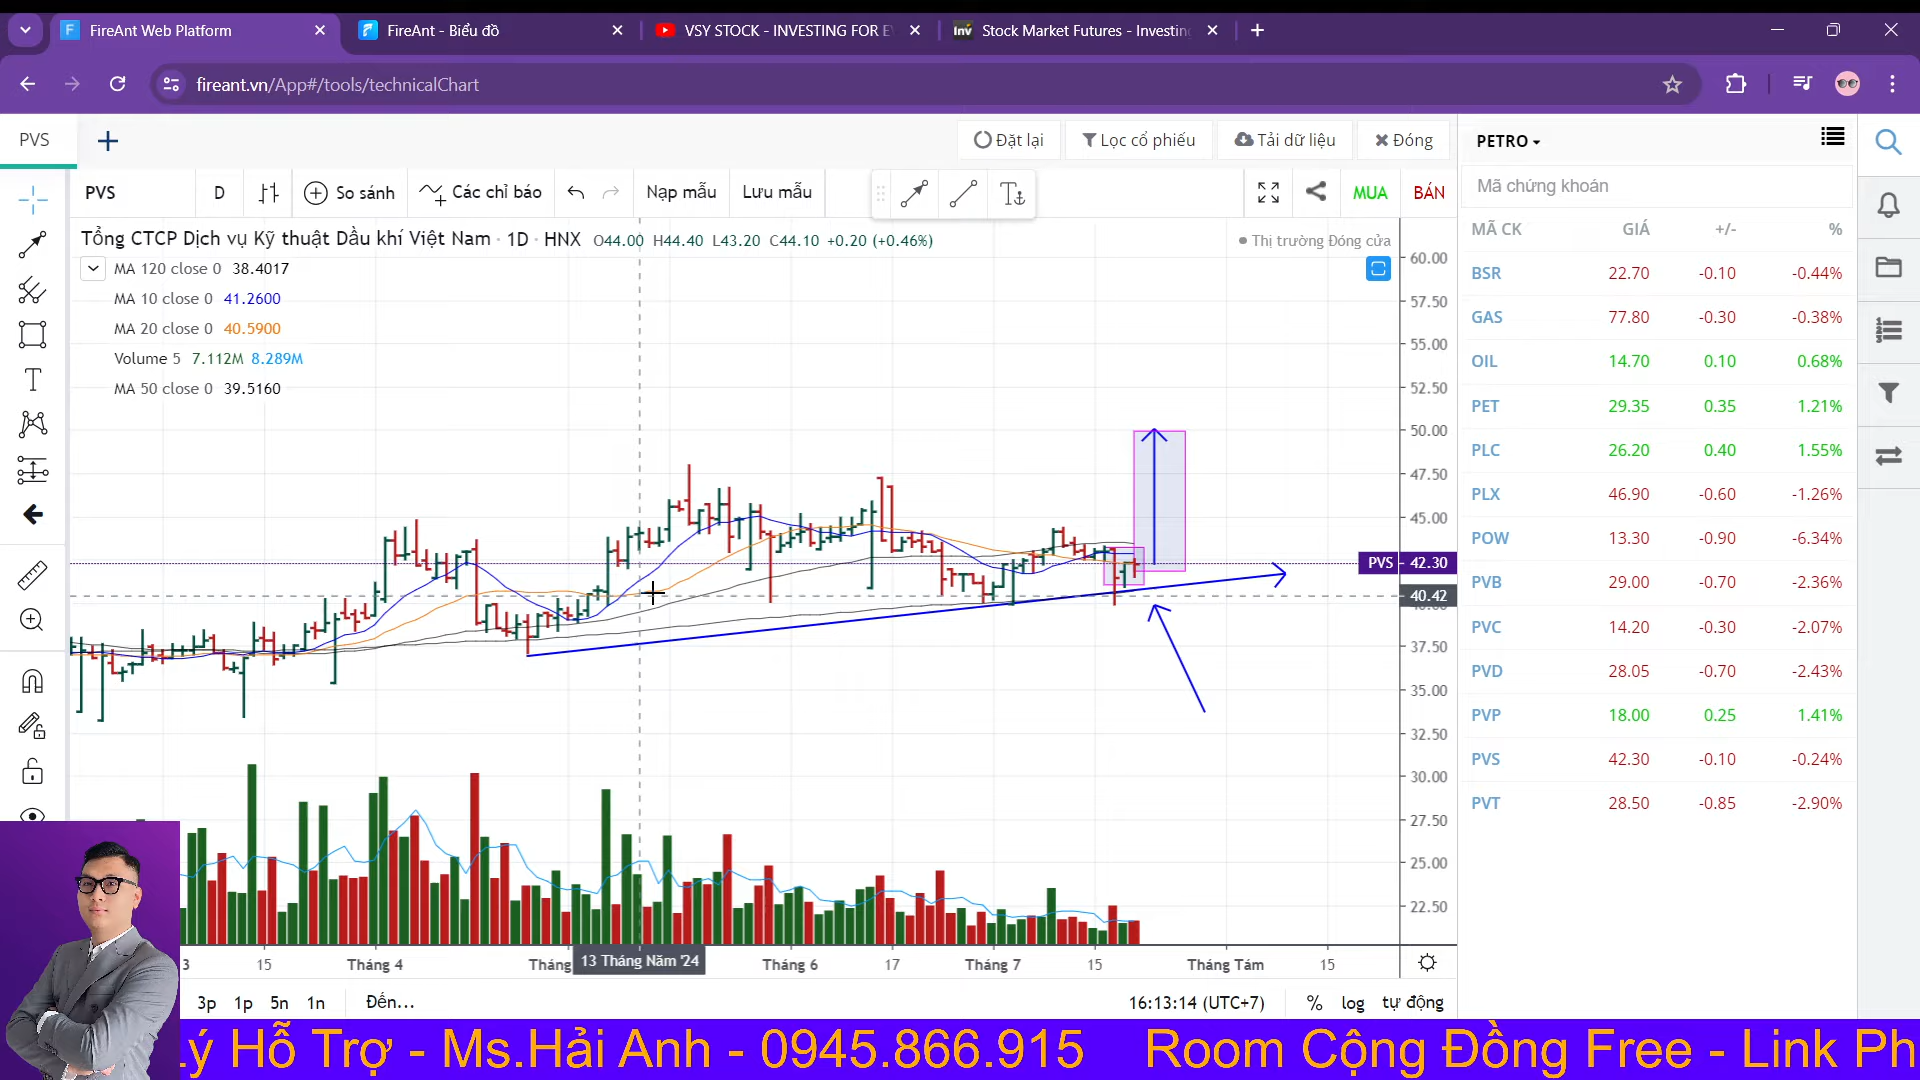 FireAnt Web Platform
FireAnt - Biểu đồ
VSY STOCK - INVESTING FOR E
Stock Market Futures - Investin
fireant.vn/App#/tools/technicalChart
PVS
Đặt lại
Lọc cổ phiếu
Tải dữ liệu
Đóng
PETRO
PVS
D
So sánh
Các chỉ báo
Nạp mẫu
Lưu mẫu
MUA
BÁN
Mã chứng khoán
Tổng CTCP Dịch vụ Kỹ thuật Dầu khí Việt Nam · 1D · HNX O44.00 H44.40 L43.20 C44.10 +0.20 (+0.46%)
Thị trường Đóng cửa
MA 120 close 0 38.4017
MA 10 close 0 41.2600
MA 20 close 0 40.5900
Volume 5 7.112M 8.289M
MA 50 close 0 39.5160
60.00
57.50
55.00
52.50
50.00
47.50
45.00
PVS 42.30
40.42
37.50
35.00
32.50
30.00
27.50
25.00
22.50
MÃ CK GIÁ +/- %
BSR 22.70 -0.10 -0.44%
GAS 77.80 -0.30 -0.38%
OIL 14.70 0.10 0.68%
PET 29.35 0.35 1.21%
PLC 26.20 0.40 1.55%
PLX 46.90 -0.60 -1.26%
POW 13.30 -0.90 -6.34%
PVB 29.00 -0.70 -2.36%
PVC 14.20 -0.30 -2.07%
PVD 28.05 -0.70 -2.43%
PVP 18.00 0.25 1.41%
PVS 42.30 -0.10 -0.24%
PVT 28.50 -0.85 -2.90%
3 15 Tháng 4 Tháng 13 Tháng Năm '24 Tháng 6 17 Tháng 7 15 Tháng Tám 15
3p 1p 5n 1n Đến...
16:13:14 (UTC+7) % log tự động
Lý Hỗ Trợ - Ms.Hải Anh - 0945.866.915 Room Cộng Đồng Free - Link Ph